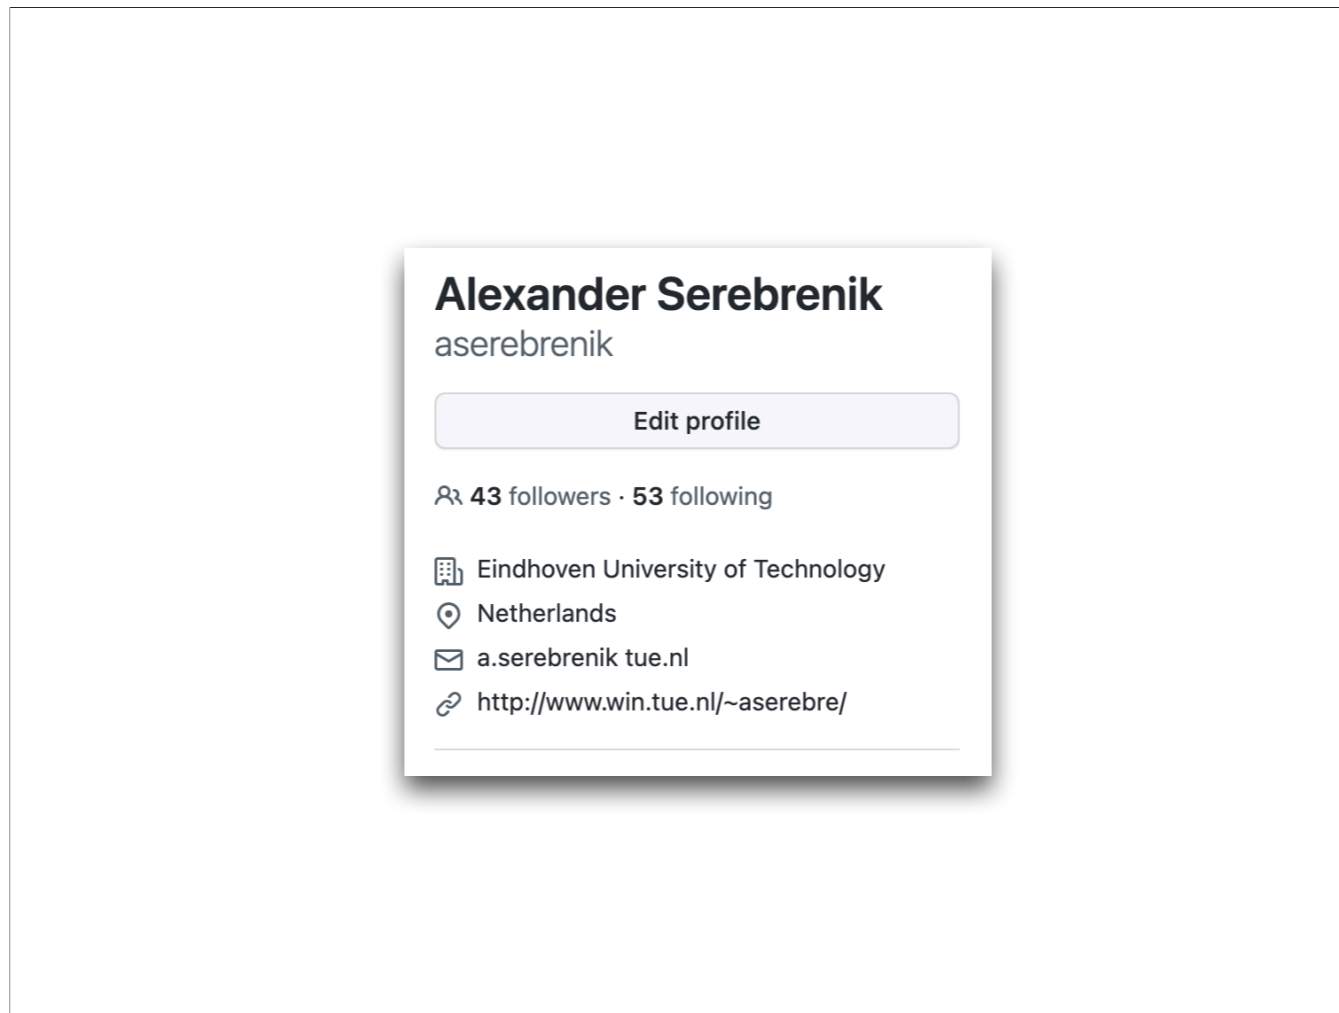 Alexander Serebrenik
aserebrenik
Edit profile
43 followers · 53 following
Eindhoven University of Technology
Netherlands
a.serebrenik tue.nl
http://www.win.tue.nl/~aserebre/